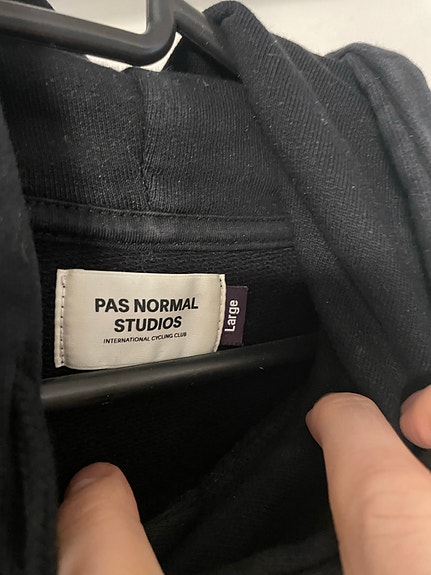 PAS NORMAL
STUDIOS
INTERNATIONAL CYCLING CLUB
Large